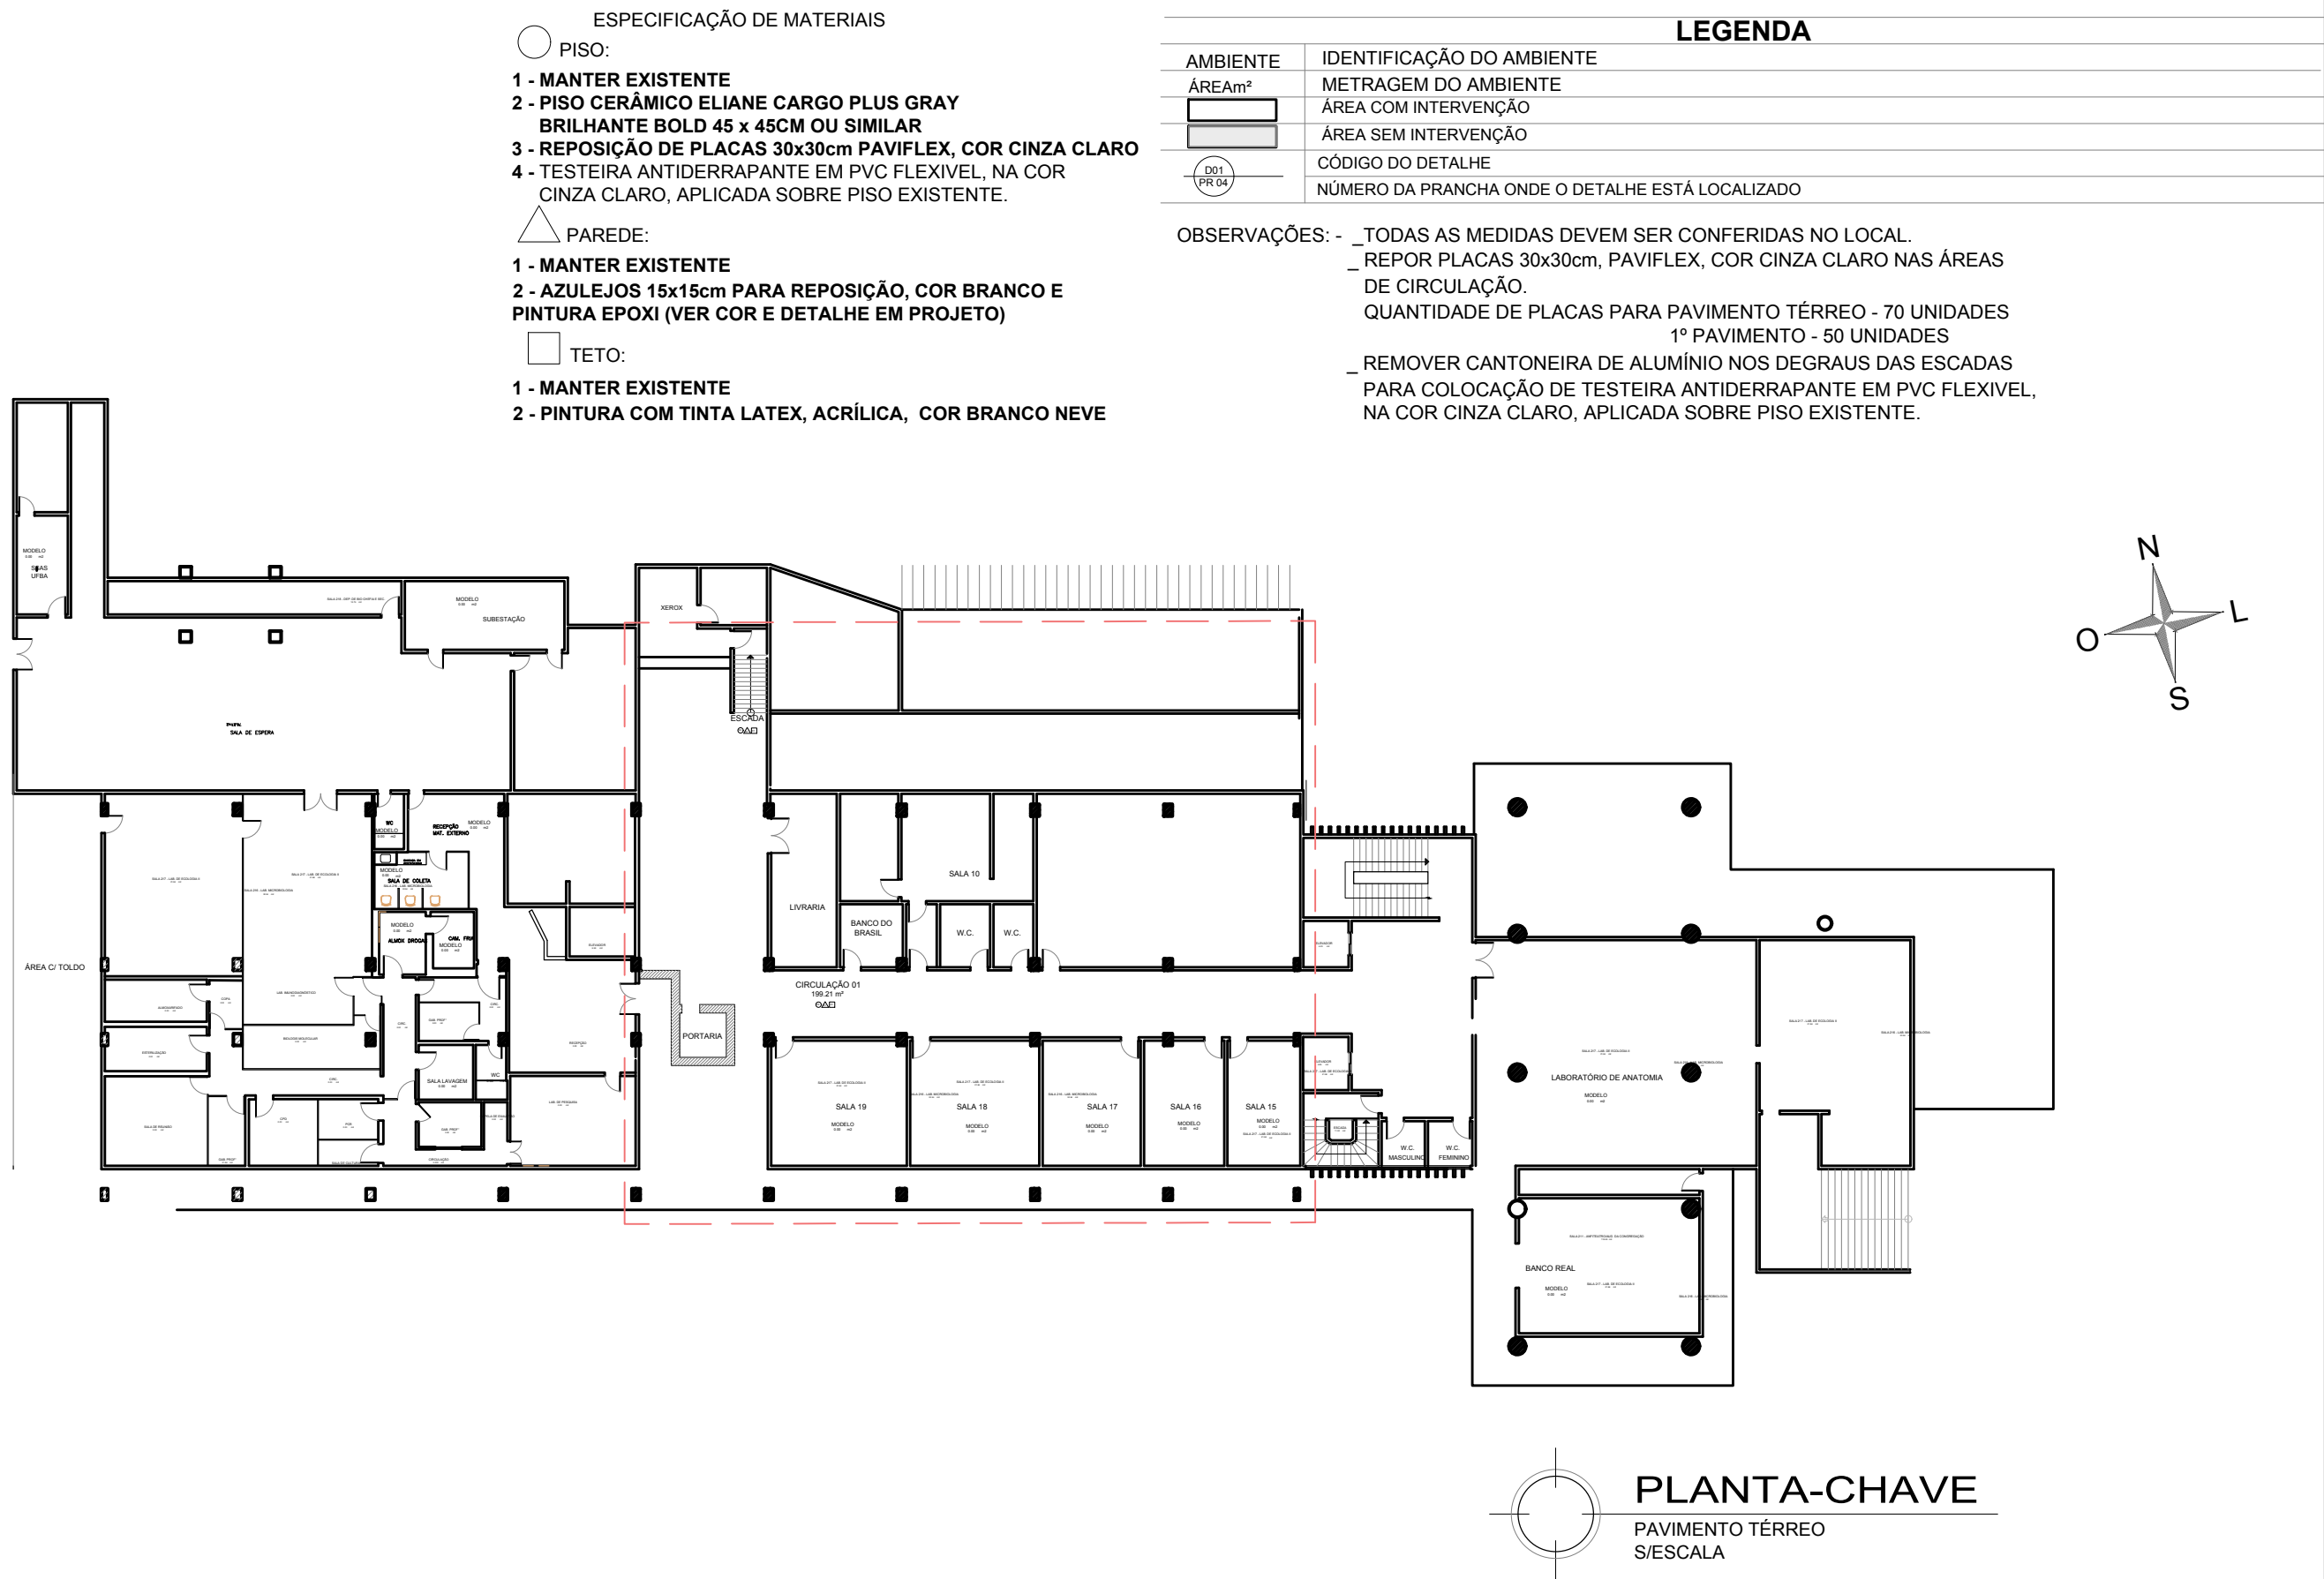 ESPECIFICAÇÃO DE MATERIAIS
PISO:
1 - MANTER EXISTENTE
2 - PISO CERÂMICO ELIANE CARGO PLUS GRAY
BRILHANTE BOLD 45 x 45CM OU SIMILAR
3 - REPOSIÇÃO DE PLACAS 30x30cm PAVIFLEX, COR CINZA CLARO
4 - TESTEIRA ANTIDERRAPANTE EM PVC FLEXIVEL, NA COR
CINZA CLARO, APLICADA SOBRE PISO EXISTENTE.
PAREDE:
1 - MANTER EXISTENTE
2 - AZULEJOS 15x15cm PARA REPOSIÇÃO, COR BRANCO E
PINTURA EPOXI (VER COR E DETALHE EM PROJETO)
TETO:
1 - MANTER EXISTENTE
2 - PINTURA COM TINTA LATEX, ACRÍLICA, COR BRANCO NEVE
LEGENDA
AMBIENTE IDENTIFICAÇÃO DO AMBIENTE
ÁREAm² METRAGEM DO AMBIENTE
ÁREA COM INTERVENÇÃO
ÁREA SEM INTERVENÇÃO
D01 CÓDIGO DO DETALHE
PR 04 NÚMERO DA PRANCHA ONDE O DETALHE ESTÁ LOCALIZADO
OBSERVAÇÕES: - _TODAS AS MEDIDAS DEVEM SER CONFERIDAS NO LOCAL.
_ REPOR PLACAS 30x30cm, PAVIFLEX, COR CINZA CLARO NAS ÁREAS
DE CIRCULAÇÃO.
QUANTIDADE DE PLACAS PARA PAVIMENTO TÉRREO - 70 UNIDADES
1º PAVIMENTO - 50 UNIDADES
_ REMOVER CANTONEIRA DE ALUMÍNIO NOS DEGRAUS DAS ESCADAS
PARA COLOCAÇÃO DE TESTEIRA ANTIDERRAPANTE EM PVC FLEXIVEL,
NA COR CINZA CLARO, APLICADA SOBRE PISO EXISTENTE.
N
L
O
S
MODELO
UFBA
MODELO
SUBESTAÇÃO
XEROX
ESCADA
SALA DE ESPERA
WC
MODELO
RECEPÇÃO
MAT. EXTERNO
MODELO
MODELO
SALA DE COLETA
MODELO
ALMOX DROGAS
CAM. FRIA
MODELO
ÁREA C/ TOLDO
SALA LAVAGEM
WC
LIVRARIA
BANCO DO
BRASIL
SALA 10
W.C.
W.C.
CIRCULAÇÃO 01
199.21 m²
PORTARIA
SALA 19
MODELO
SALA 18
MODELO
SALA 17
MODELO
SALA 16
MODELO
SALA 15
MODELO
W.C.
MASCULINO
W.C.
FEMININO
LABORATÓRIO DE ANATOMIA
MODELO
BANCO REAL
MODELO
PLANTA-CHAVE
PAVIMENTO TÉRREO
S/ESCALA